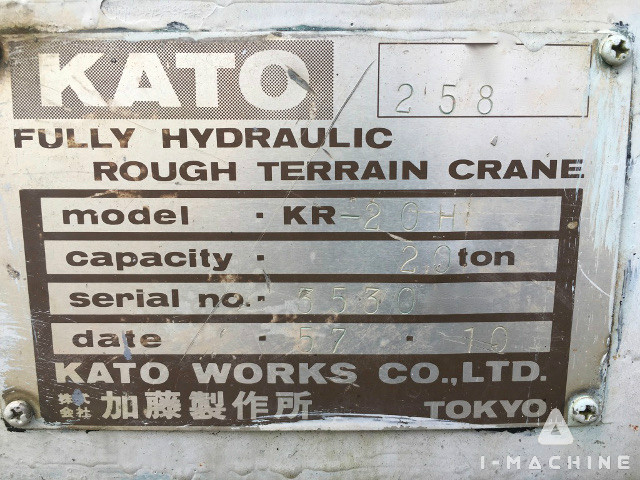 KATO
258
FULLY HYDRAULIC
ROUGH TERRAIN CRANE
model · KR-20H
capacity · 20 ton
serial no. · 3530
date · 57 · 10
KATO WORKS CO.,LTD.
株式会社 加藤製作所 TOKYO
I-MACHINE